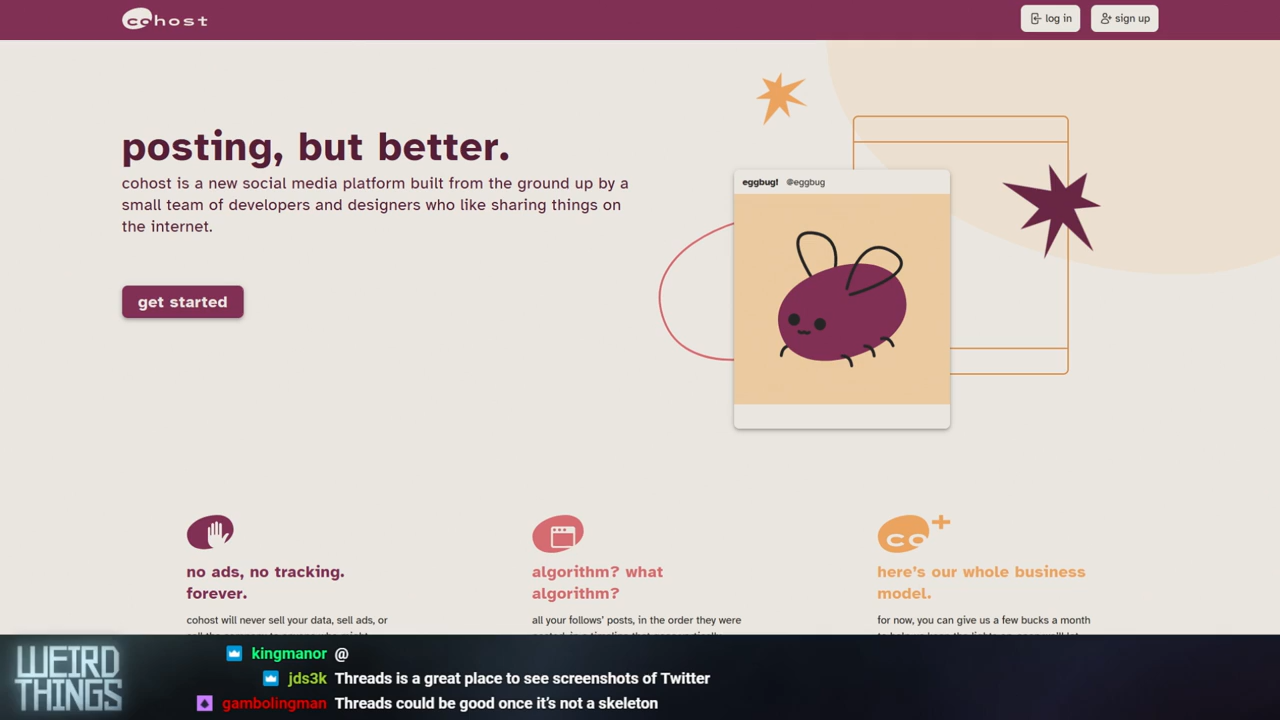 cohost
log in
sign up
posting, but better.
cohost is a new social media platform built from the ground up by a
small team of developers and designers who like sharing things on
the internet.
get started
eggbug! @eggbug
no ads, no tracking.
forever.
cohost will never sell your data, sell ads, or
co+
algorithm? what
algorithm?
all your follows' posts, in the order they were
here's our whole business
model.
for now, you can give us a few bucks a month
WEIRD
THINGS
kingmanor @
jds3k Threads is a great place to see screenshots of Twitter
gambolingman Threads could be good once it's not a skeleton